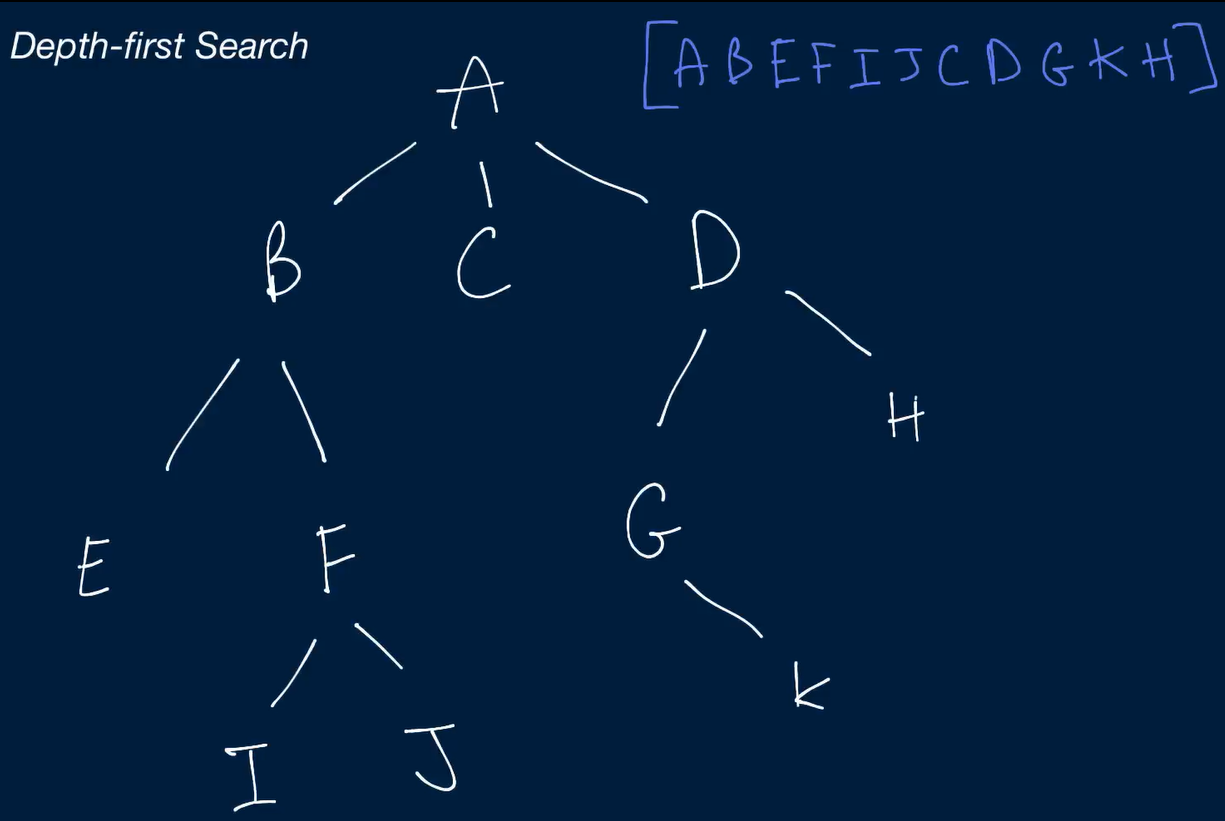 Depth-first Search
[A B E F I J C D G K H]
A
B C D
H
E F G
K
I J